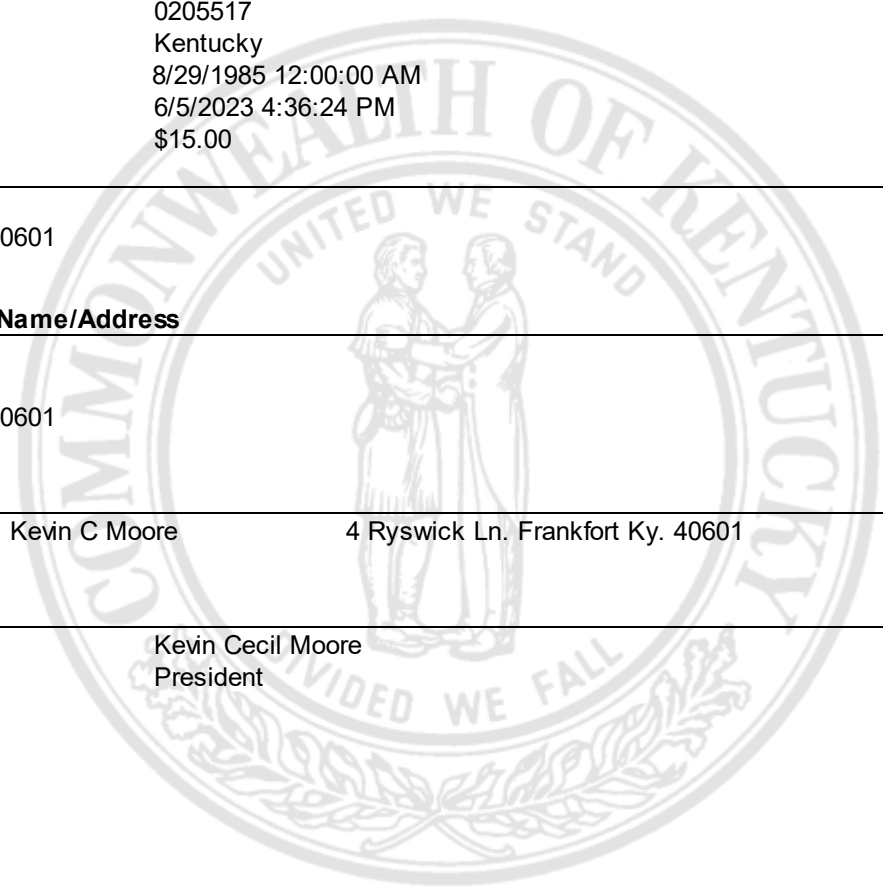 0205517
Kentucky
8/29/1985 12:00:00 AM
6/5/2023 4:36:24 PM
$15.00
COMMONWEALTH OF KENTUCKY
UNITED WE STAND
0601
Name/Address
0601
Kevin C Moore 4 Ryswick Ln. Frankfort Ky. 40601
Kevin Cecil Moore
President
DIVIDED WE FALL